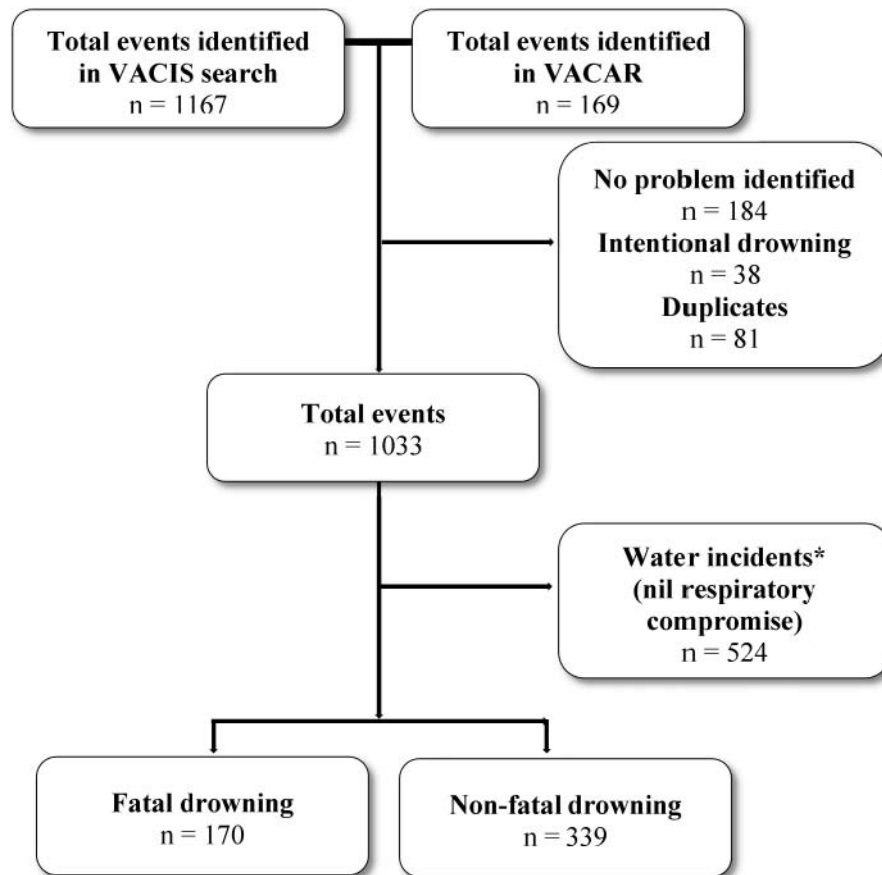 Total events identified
in VACIS search
n = 1167
Total events identified
in VACAR
n = 169
No problem identified
n = 184
Intentional drowning
n = 38
Duplicates
n = 81
Total events
n = 1033
Water incidents*
(nil respiratory
compromise)
n = 524
Fatal drowning
n = 170
Non-fatal drowning
n = 339